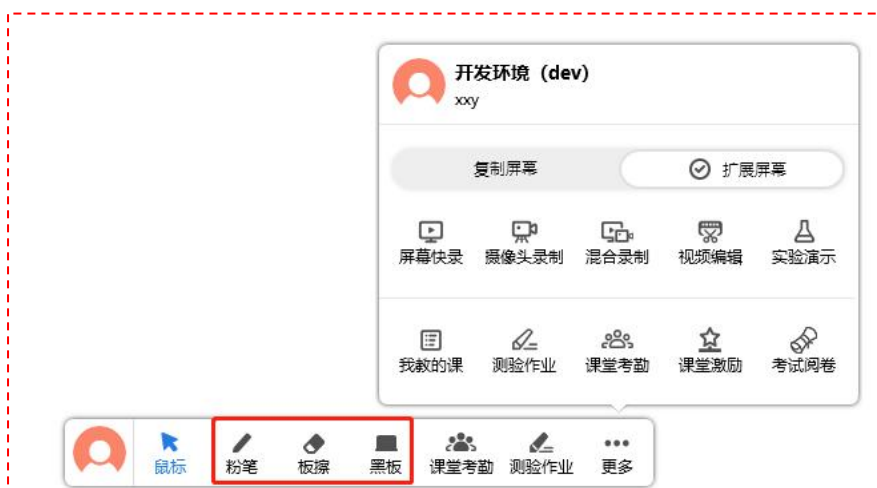 开发环境（dev）
xxy
复制屏幕 扩展屏幕
屏幕快录 摄像头录制 混合录制 视频编辑 实验演示
我教的课 测验作业 课堂考勤 课堂激励 考试阅卷
鼠标 粉笔 板擦 黑板 课堂考勤 测验作业 更多